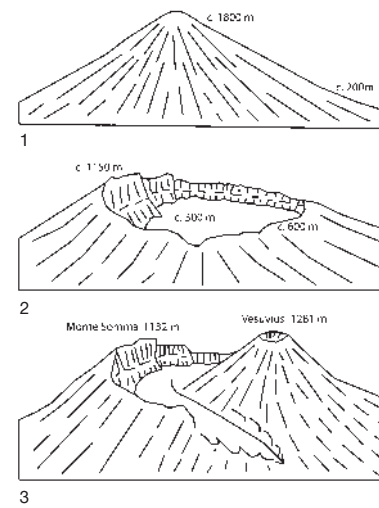 c. 1800 m
c. 200m
1
c. 1150 m
c. 300 m
c. 600 m
2
Monte Somma 1132 m
Vesuvius 1281 m
3